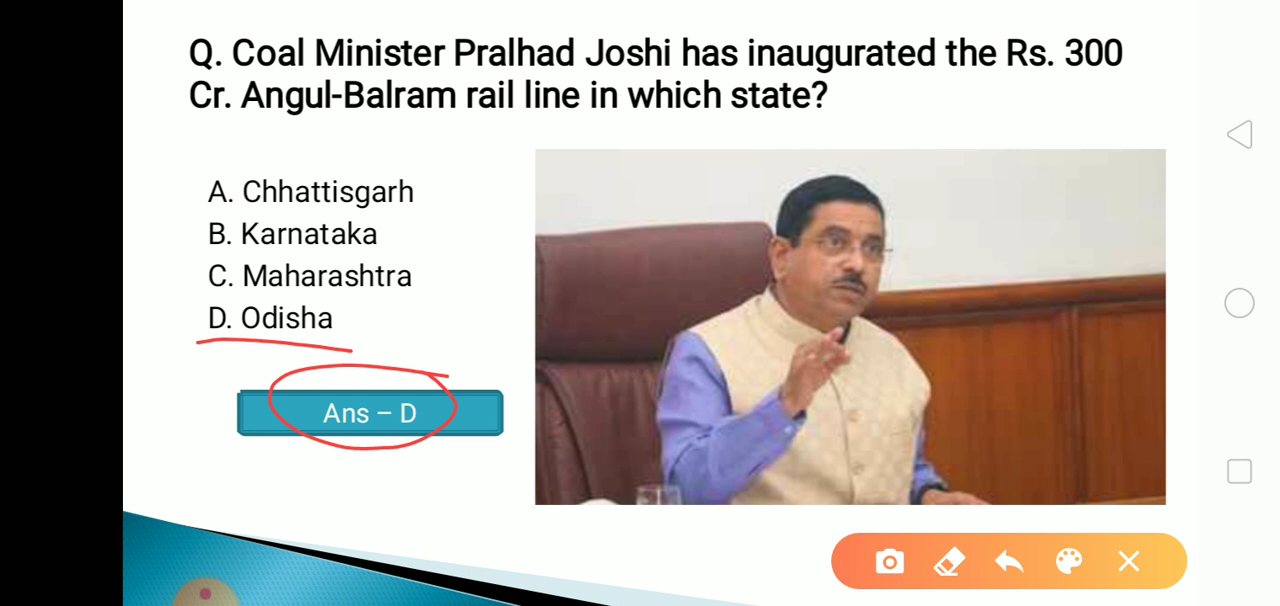 Q. Coal Minister Pralhad Joshi has inaugurated the Rs. 300
Cr. Angul-Balram rail line in which state?
A. Chhattisgarh
B. Karnataka
C. Maharashtra
D. Odisha
Ans – D